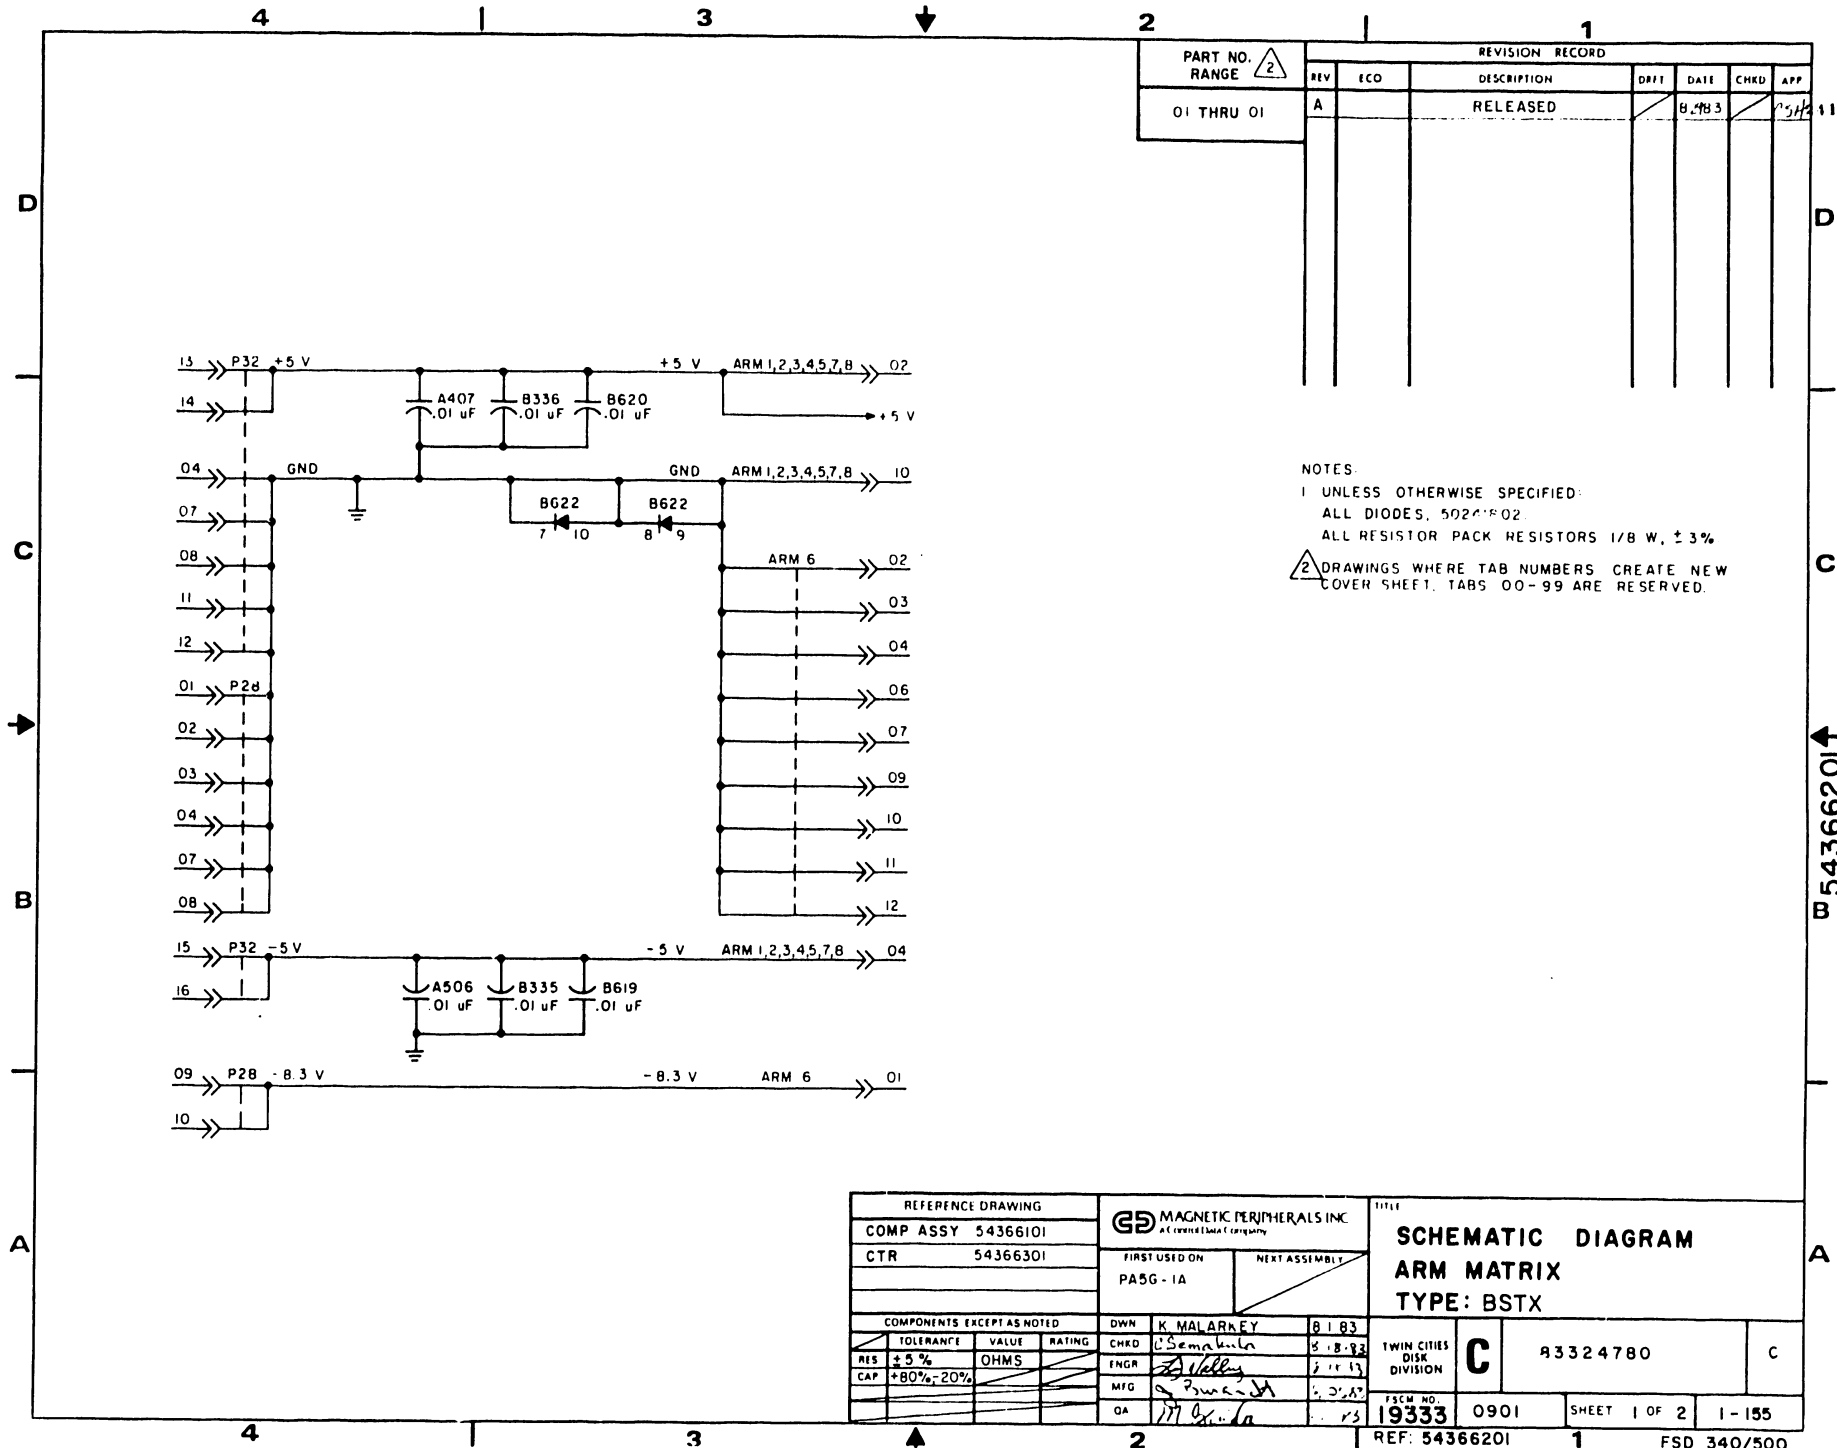 4 3 2 1
PART NO. RANGE 2
01 THRU 01
REVISION RECORD
REV ECO DESCRIPTION DRFT DATE CHKD APP
A RELEASED
D D
13 P32 +5 V +5 V ARM 1,2,3,4,5,7,8 02
14 +5 V
A407 .01 uF
B336 .01 uF
B620 .01 uF
04 GND GND ARM 1,2,3,4,5,7,8 10
B622 7 10
B622 8 9
07
08
11
12
01 P28
02
03
04
07
08
ARM 6 02
03
04
06
07
09
10
11
12
NOTES:
1 UNLESS OTHERWISE SPECIFIED:
ALL DIODES,
ALL RESISTOR PACK RESISTORS 1/8 W, ±3%
2 DRAWINGS WHERE TAB NUMBERS CREATE NEW
COVER SHEET. TABS 00-99 ARE RESERVED.
C C
54366201
B B
15 P32 -5 V -5 V ARM 1,2,3,4,5,7,8 04
16
A506 .01 uF
B335 .01 uF
B619 .01 uF
09 P28 -8.3 V -8.3 V ARM 6 01
10
A A
REFERENCE DRAWING
COMP ASSY 54366101
CTR 54366301
COMPONENTS EXCEPT AS NOTED
TOLERANCE VALUE RATING
RES ±5% OHMS
CAP +80%,-20%
MAGNETIC PERIPHERALS INC
a Control Data Company
FIRST USED ON NEXT ASSEMBLY
PA5G-1A
DWN K. MALARKEY 8 1 83
CHKD
ENGR
MFG
QA
TITLE
SCHEMATIC DIAGRAM
ARM MATRIX
TYPE: BSTX
TWIN CITIES
DISK
DIVISION
C 83324780 C
FSCM NO.
19333 0901 SHEET 1 OF 2 1-155
REF: 54366201 FSD 340/500
4 3 2 1